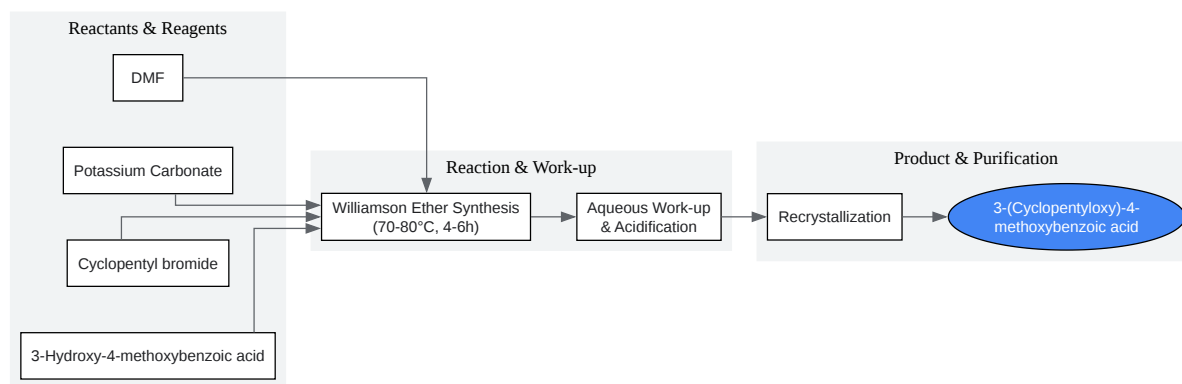 Reactants & Reagents
DMF
Potassium Carbonate
Cyclopentyl bromide
3-Hydroxy-4-methoxybenzoic acid
Reaction & Work-up
Williamson Ether Synthesis
(70-80°C, 4-6h)
Aqueous Work-up
& Acidification
Product & Purification
Recrystallization
3-(Cyclopentyloxy)-4-
methoxybenzoic acid